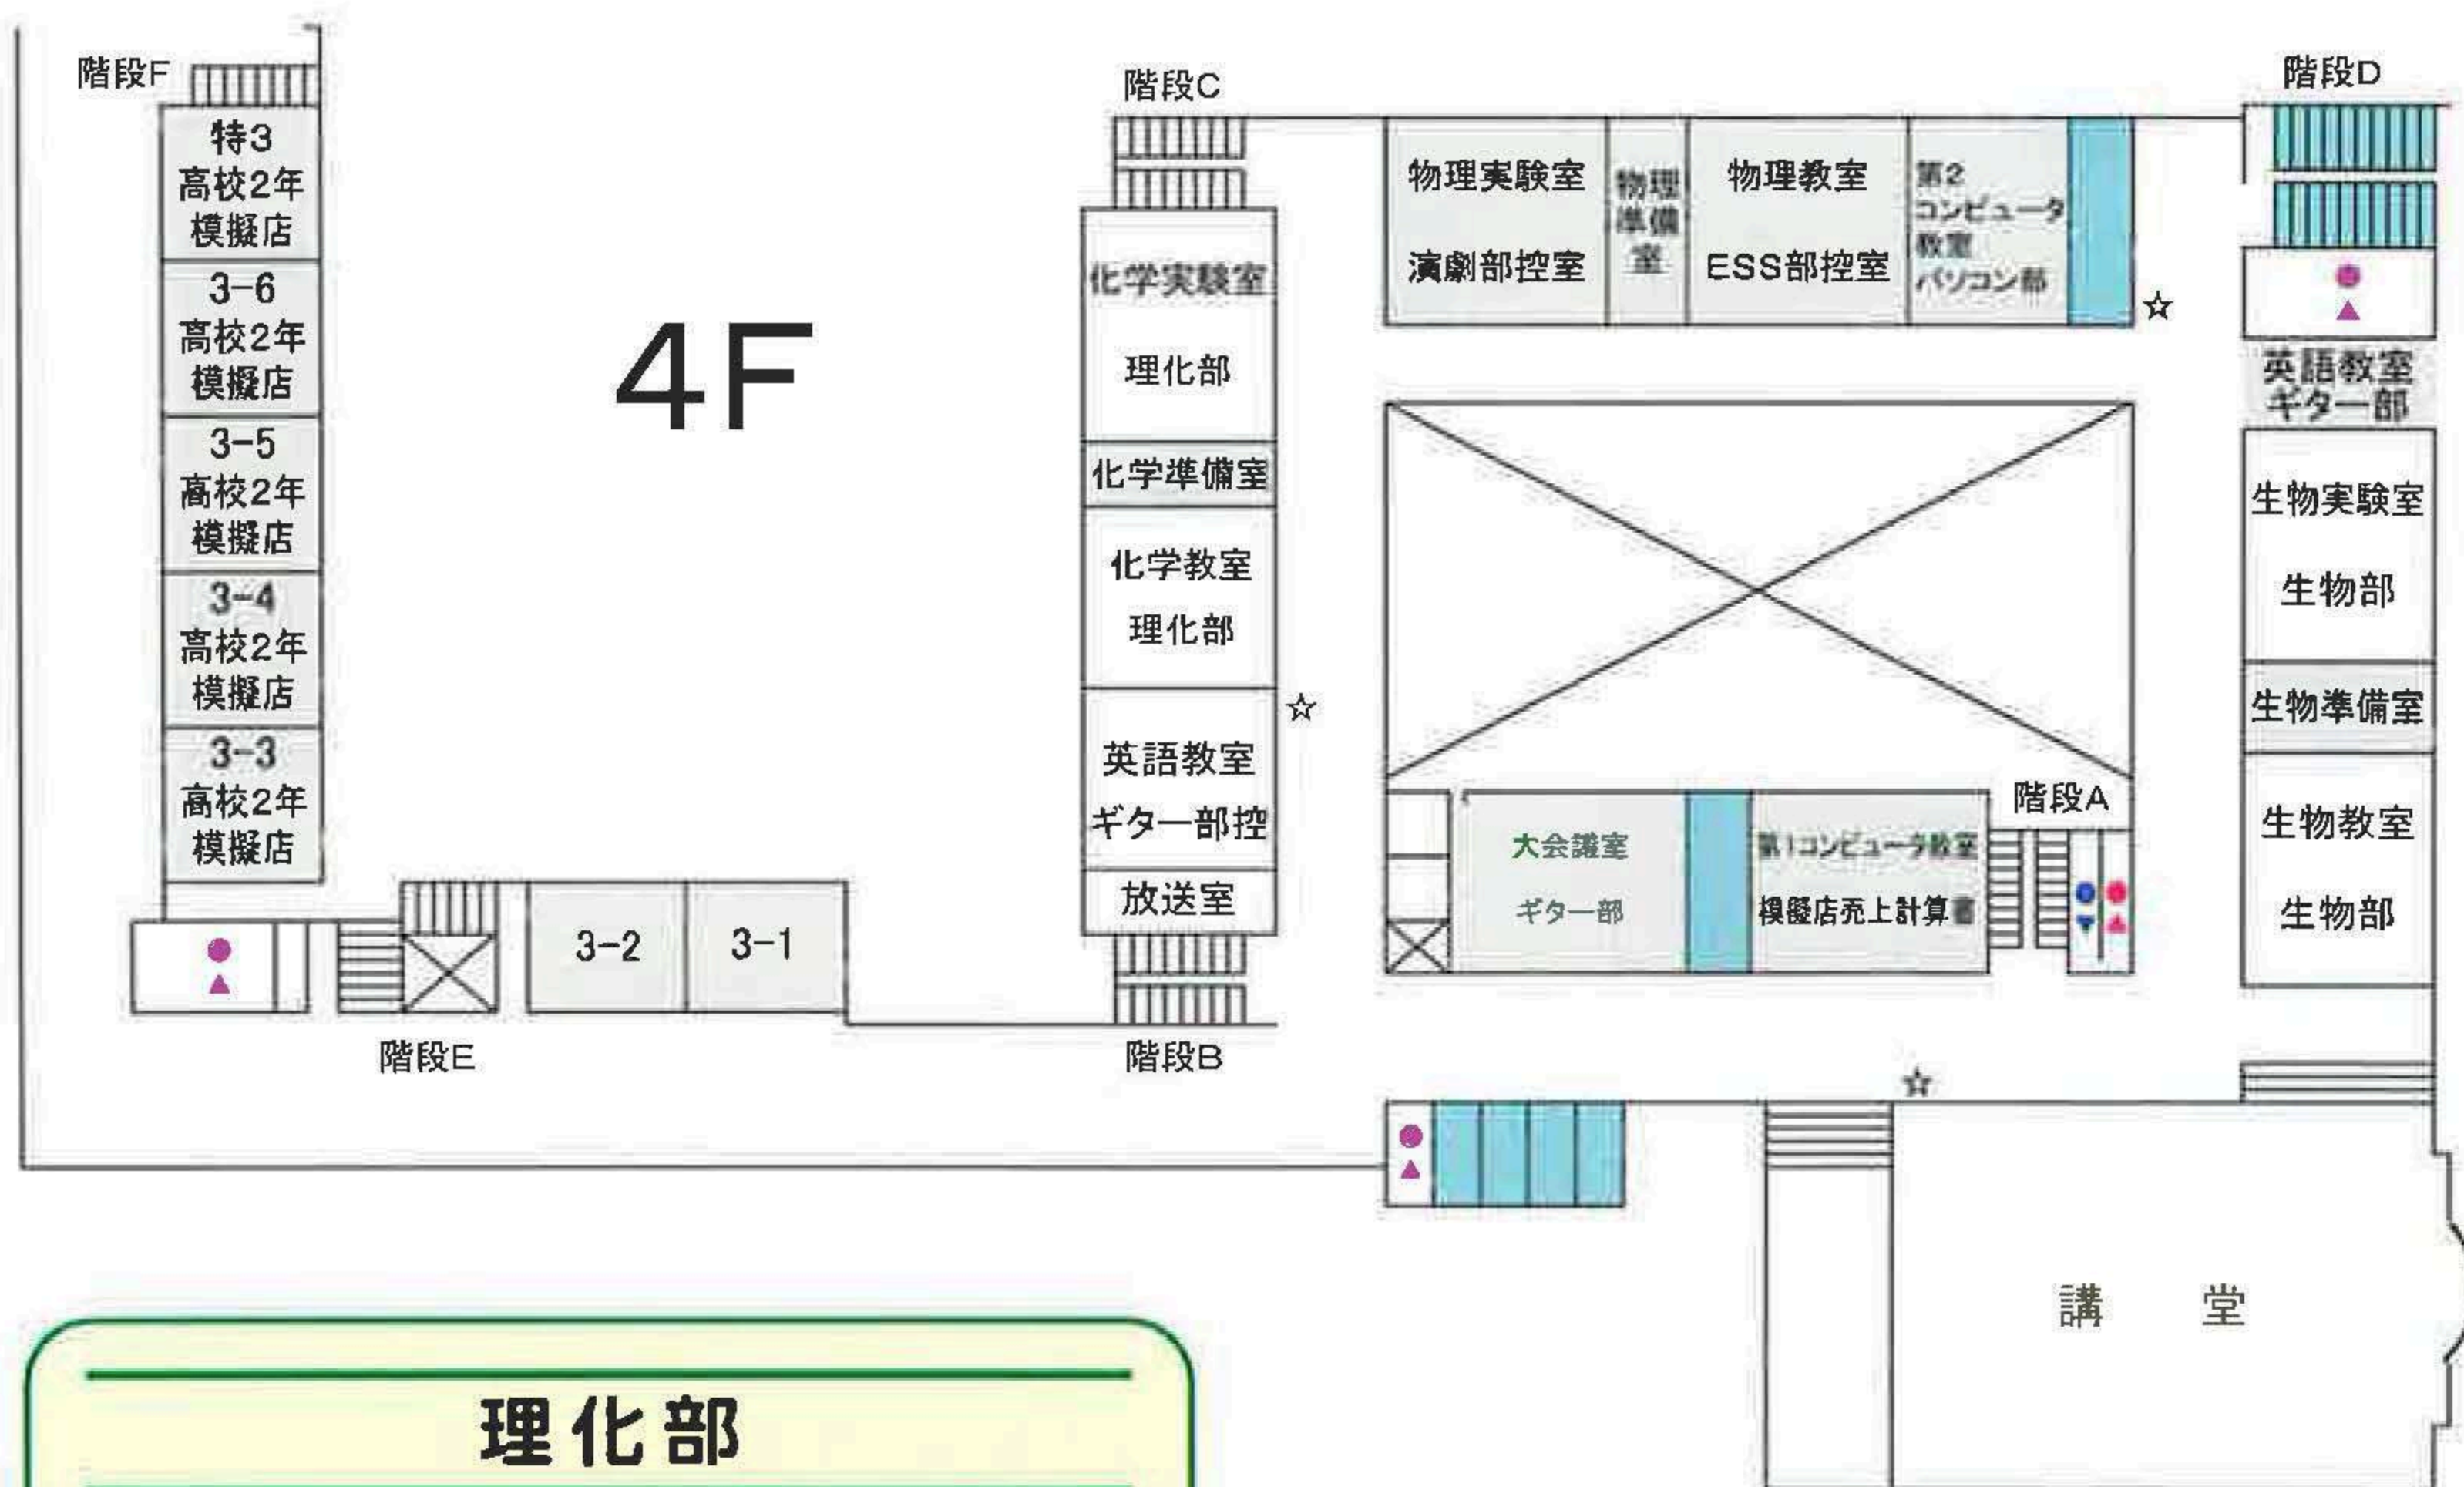 階段F
特3
高校2年
模擬店
3-6
高校2年
模擬店
3-5
高校2年
模擬店
3-4
高校2年
模擬店
3-3
高校2年
模擬店
階段E
3-2
3-1
4F
階段C
化学実験室
理化部
化学準備室
化学教室
理化部
英語教室
ギター部控
放送室
階段B
物理実験室
演劇部控室
物理
準備
室
物理教室
ESS部控室
第2
コンピュータ
教室
パソコン部
☆
☆
大会議室
ギター部
第1コンピュータ教室
模擬店売上計算
階段A
☆
階段D
英語教室
ギター部
生物実験室
生物部
生物準備室
生物教室
生物部
講 堂
理化部